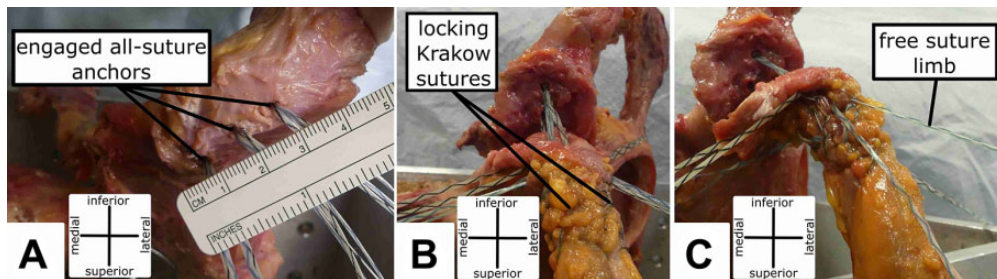 engaged all-suture
anchors
CM
1
2
3
4
5
INCHES
1
inferior
medial
lateral
superior
A
locking
Krakow
sutures
inferior
medial
lateral
superior
B
free suture
limb
inferior
medial
lateral
superior
C